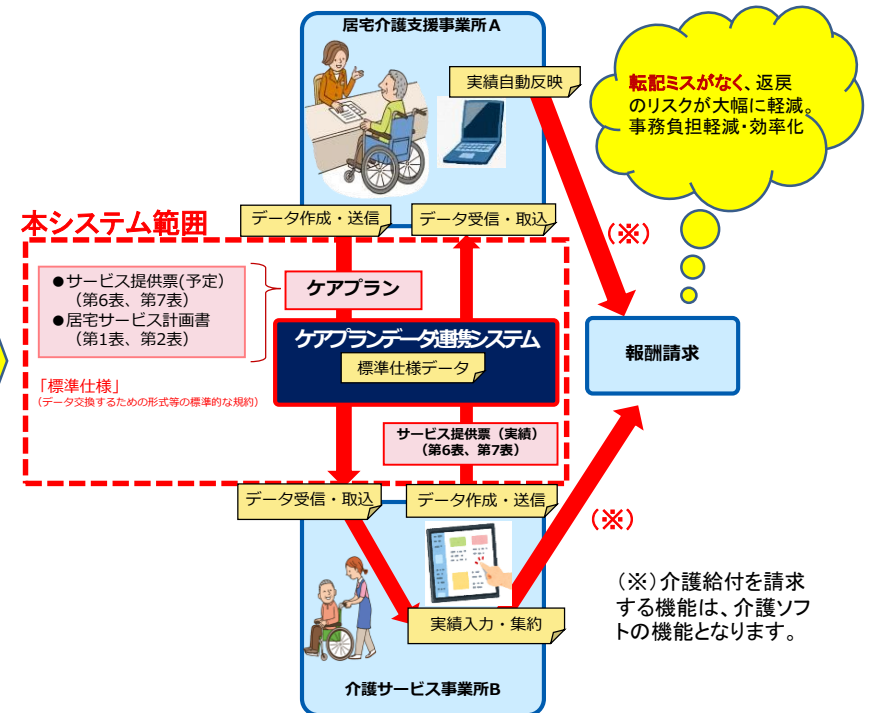 居宅介護支援事業所A
実績自動反映
転記ミスがなく、返戻
のリスクが大幅に軽減。
事務負担軽減・効率化
本システム範囲
データ作成・送信
データ受信・取込
(※)
●サービス提供票(予定)
(第6表、第7表)
●居宅サービス計画書
(第1表、第2表)
ケアプラン
ケアプランデータ連携システム
標準仕様データ
報酬請求
「標準仕様」
(データ交換するための形式等の標準的な規約)
サービス提供票(実績)
(第6表、第7表)
データ受信・取込
データ作成・送信
(※)
実績入力・集約
介護サービス事業所B
(※)介護給付を請求
する機能は、介護ソフ
トの機能となります。